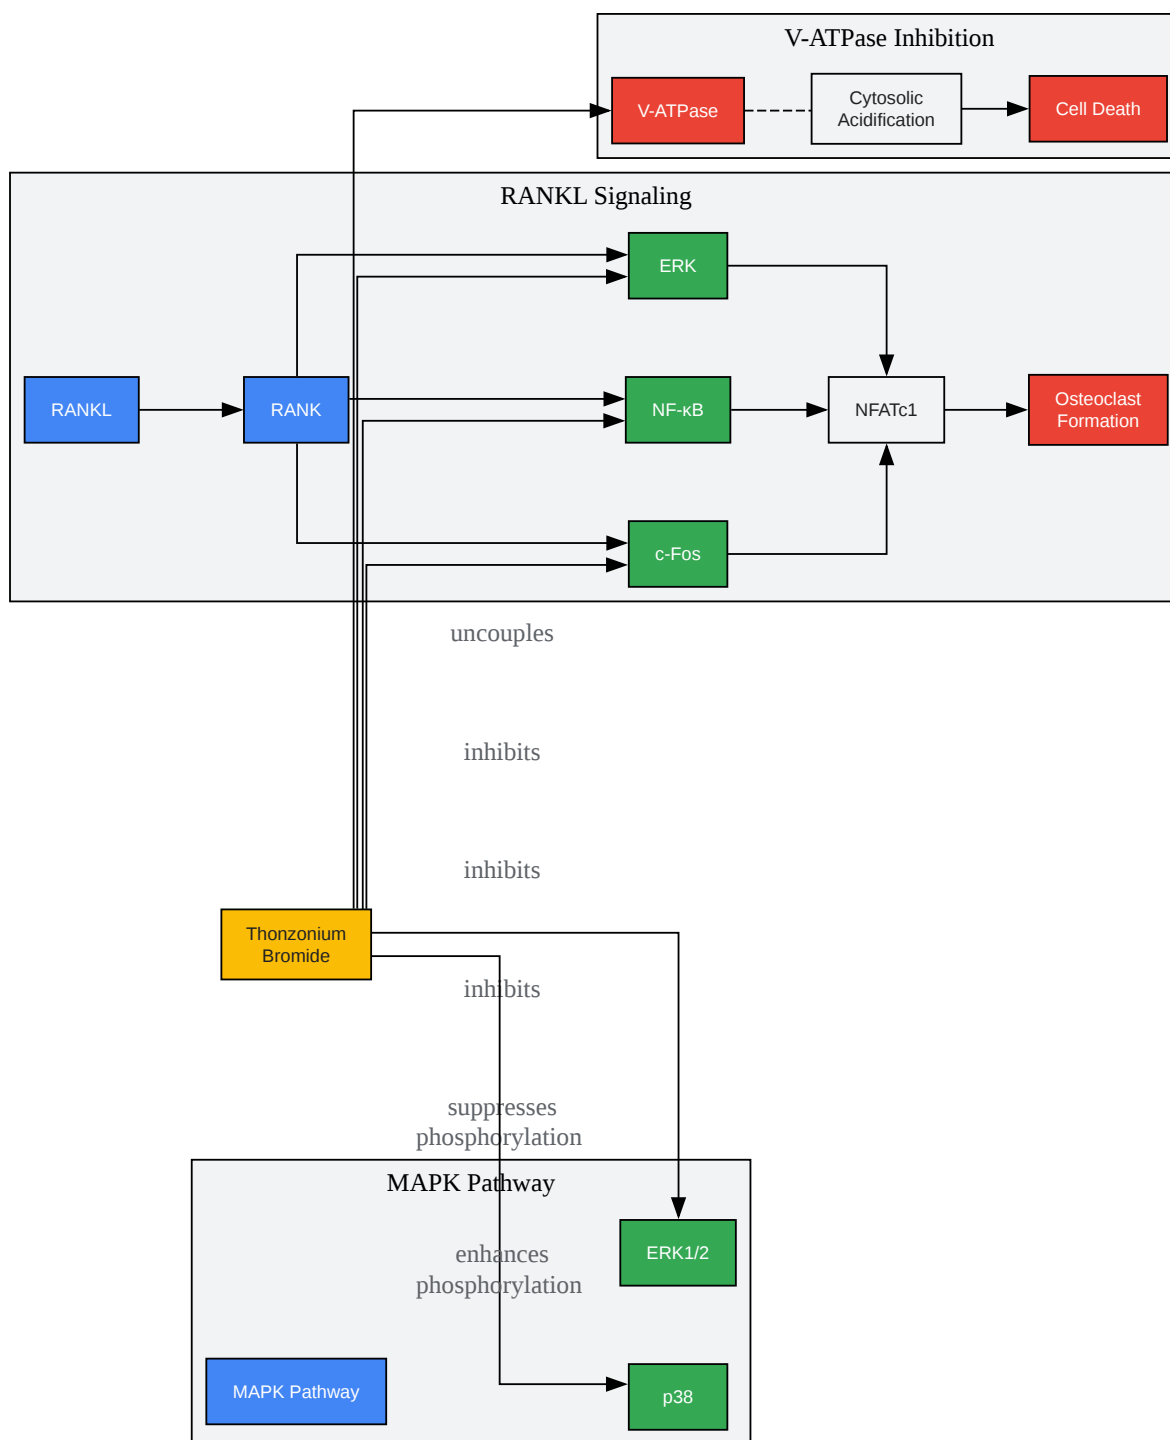 V-ATPase Inhibition
V-ATPase
Cytosolic
Acidification
Cell Death
RANKL Signaling
ERK
RANKL
RANK
NF-κB
NFATc1
Osteoclast
Formation
c-Fos
uncouples
inhibits
inhibits
Thonzonium
Bromide
inhibits
suppresses
phosphorylation
MAPK Pathway
ERK1/2
enhances
phosphorylation
MAPK Pathway
p38